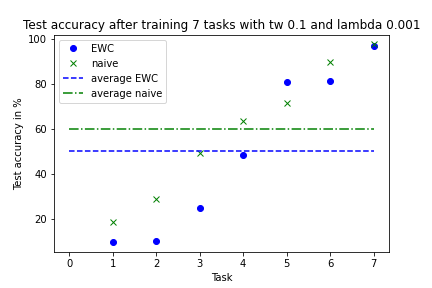 Test accuracy after training 7 tasks with tw 0.1 and lambda 0.001
100
80
60
40
20
Test accuracy in %
EWC
naive
average EWC
average naive
0 1 2 3 4 5 6 7
Task